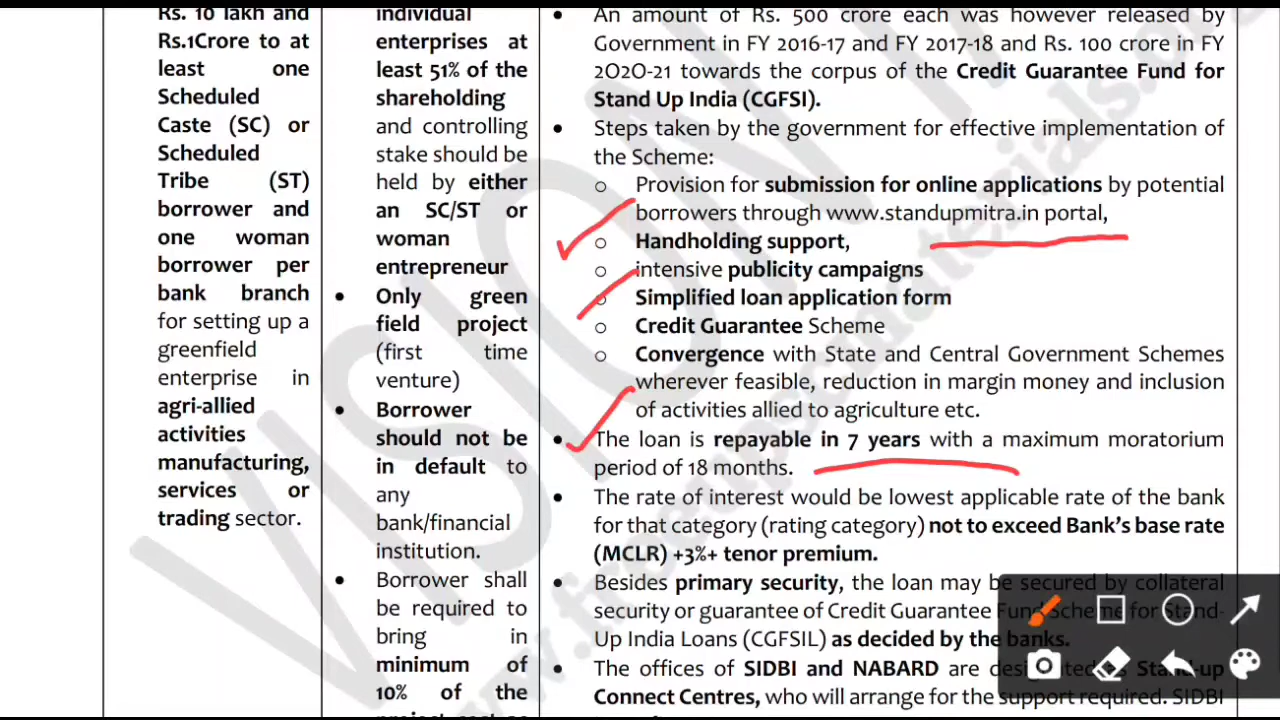 Rs. 10 lakh and
Rs.1Crore to at
least one
Scheduled
Caste (SC) or
Scheduled
Tribe (ST)
borrower and
one woman
borrower per
bank branch
for setting up a
greenfield
enterprise in
agri-allied
activities
manufacturing,
services or
trading sector.
individual
enterprises at
least 51% of the
shareholding
and controlling
stake should be
held by either
an SC/ST or
woman
entrepreneur
• Only green
field project
(first time
venture)
• Borrower
should not be
in default to
any
bank/financial
institution.
• Borrower shall
be required to
bring in
minimum of
10% of the
• An amount of Rs. 500 crore each was however released by
Government in FY 2016-17 and FY 2017-18 and Rs. 100 crore in FY
2020-21 towards the corpus of the Credit Guarantee Fund for
Stand Up India (CGFSI).
• Steps taken by the government for effective implementation of
the Scheme:
o Provision for submission for online applications by potential
borrowers through www.standupmitra.in portal,
o Handholding support,
o intensive publicity campaigns
o Simplified loan application form
o Credit Guarantee Scheme
o Convergence with State and Central Government Schemes
wherever feasible, reduction in margin money and inclusion
of activities allied to agriculture etc.
• The loan is repayable in 7 years with a maximum moratorium
period of 18 months.
• The rate of interest would be lowest applicable rate of the bank
for that category (rating category) not to exceed Bank's base rate
(MCLR) +3%+ tenor premium.
• Besides primary security, the loan may be secured by collateral
security or guarantee of Credit Guarantee Fund Scheme for Stand-
Up India Loans (CGFSIL) as decided by the banks.
• The offices of SIDBI and NABARD are designated Stand-up
Connect Centres, who will arrange for the support required. SIDBI
VISION
www.freeupscmaterials.org